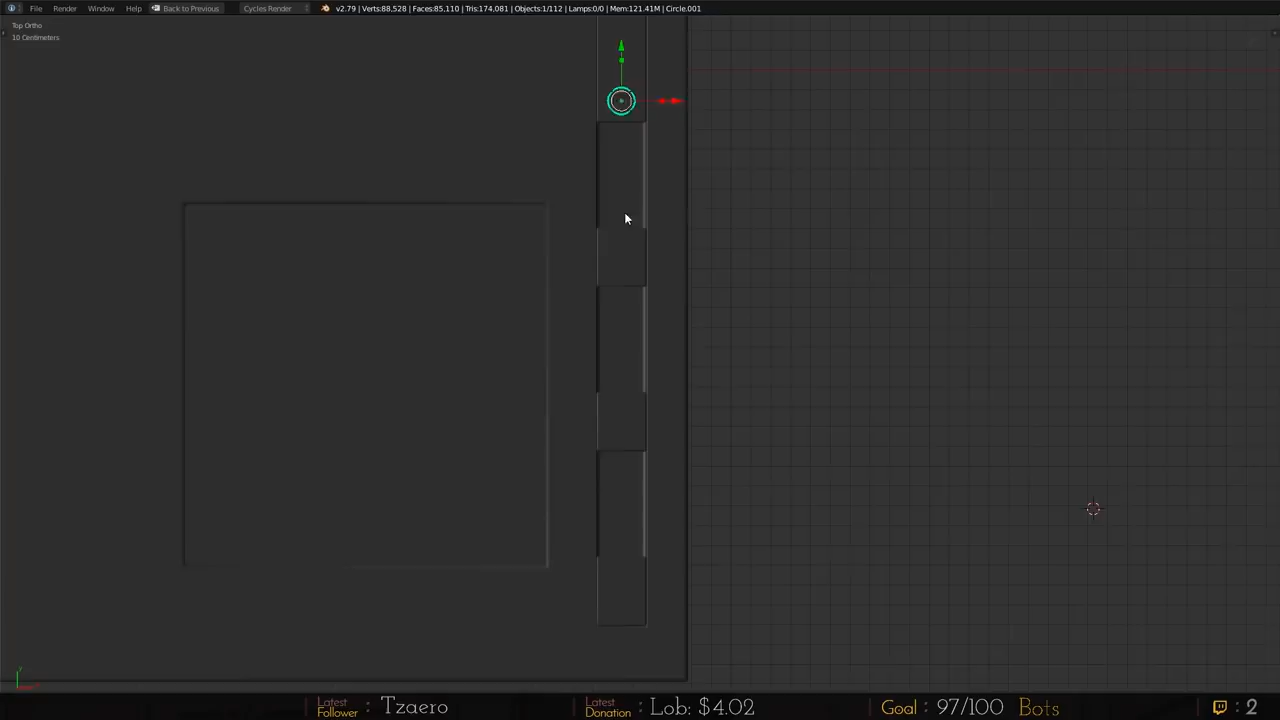 File Render Window Help Back to Previous Cycles Render v2.79 | Verts:88,528 | Faces:85,110 | Tris:174,081 | Objects:1/112 | Lamps:0/0 | Mem:121.41M | Circle.001
Top Ortho
10 Centimeters
Latest Follower : Tzaero
Latest Donation : Lob: $4.02
Goal : 97/100 Bots
: 2